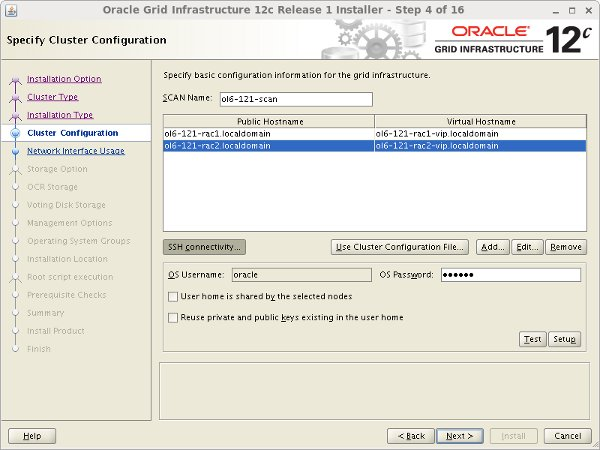 Oracle Grid Infrastructure 12c Release 1 Installer - Step 4 of 16
Specify Cluster Configuration
ORACLE
GRID INFRASTRUCTURE 12c
Installation Option
Cluster Type
Installation Type
Cluster Configuration
Network Interface Usage
Storage Option
OCR Storage
Voting Disk Storage
Management Options
Operating System Groups
Installation Location
Root script execution
Prerequisite Checks
Summary
Install Product
Finish
Specify basic configuration information for the grid infrastructure.
SCAN Name: ol6-121-scan
Public Hostname Virtual Hostname
ol6-121-rac1.localdomain ol6-121-rac1-vip.localdomain
ol6-121-rac2.localdomain ol6-121-rac2-vip.localdomain
SSH connectivity... Use Cluster Configuration File... Add... Edit... Remove
OS Username: oracle OS Password: ••••••
User home is shared by the selected nodes
Reuse private and public keys existing in the user home
Test Setup
Help < Back Next > Install Cancel